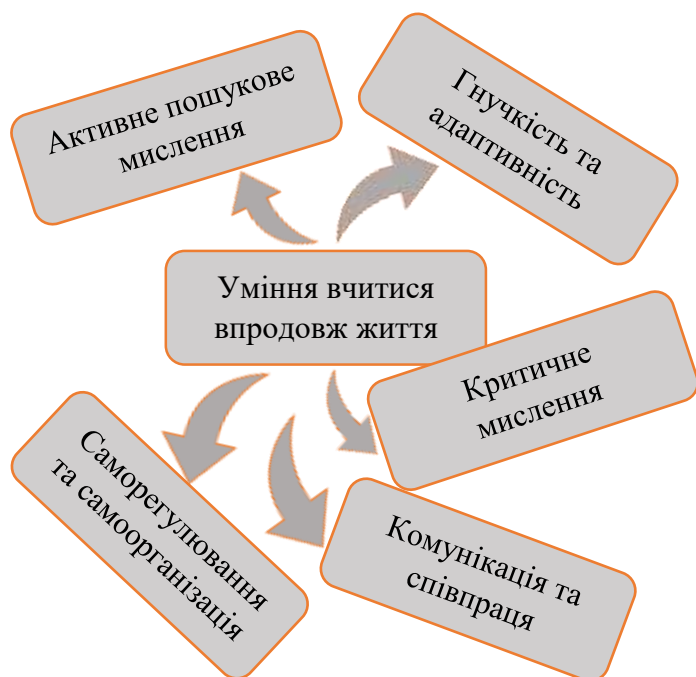 Активне пошукове
мислення
Гнучкість та
адаптивність
Уміння вчитися
впродовж життя
Критичне
мислення
Саморегулювання
та самоорганізація
Комунікація та
співпраця